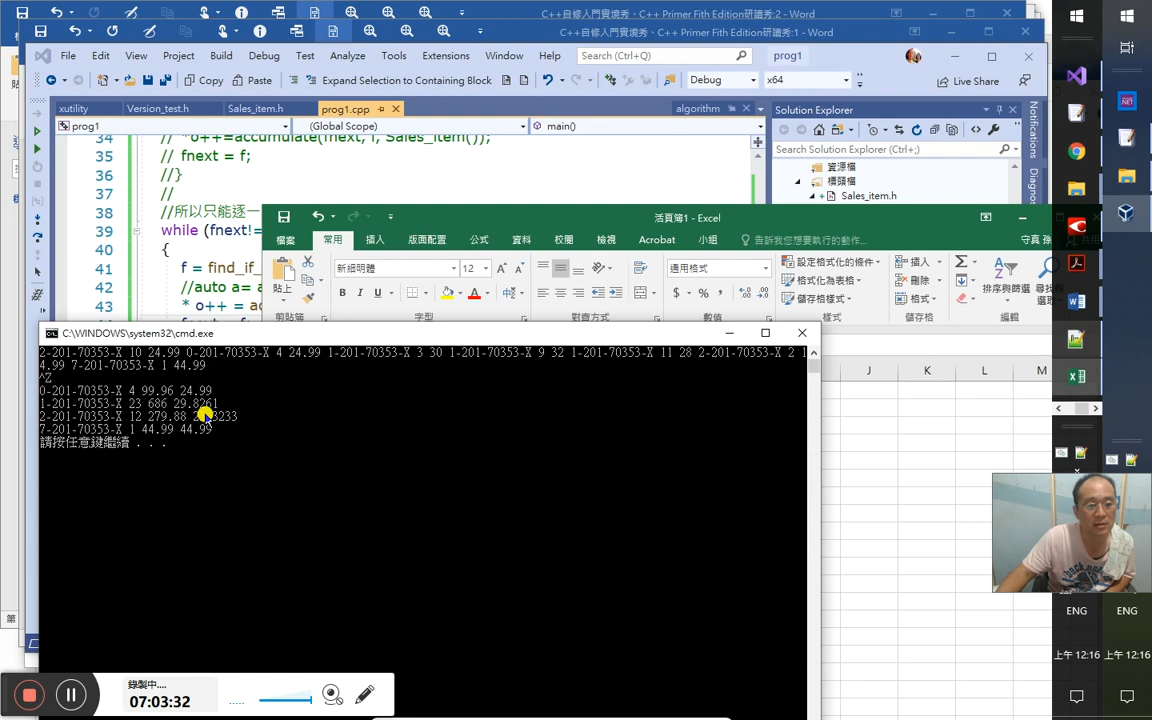 C++自修入門實境秀、C++ Primer Fith Edition研讀秀:2 - Word
C++自修入門實境秀、C++ Primer Fith Edition研讀秀:1 - Word
File Edit View Project Build Debug Test Analyze Tools Extensions Window Help Search (Ctrl+Q) prog1
Copy Paste Expand Selection to Containing Block Debug x64 Live Share
xutility Version_test.h Sales_item.h prog1.cpp algorithm
Solution Explorer
prog1 (Global Scope) main()
Search Solution Explorer (Ctrl+;)
資源檔
標頭檔
Sales_item.h
Notifications
34 // *o++=accumulate(fnext, f, Sales_item());
35 // fnext = f;
36 //}
37 //
38 //所以只能逐一
39 while (fnext!=
40 {
41 f = find_if_
42 //auto a= a
43 * o++ = ac
活頁簿1 - Excel
檔案 常用 插入 版面配置 公式 資料 校閱 檢視 Acrobat 小組 告訴我您想要執行的動作... 守真 孫
貼上 新細明體 12 通用格式 設定格式化的條件 插入
B I U 格式化為表格 刪除 排序與篩選
儲存格樣式 格式
剪貼簿 字型 對齊方式 數值 樣式 儲存格 編輯
J K L M
C:\WINDOWS\system32\cmd.exe
2-201-70353-X 10 24.99 0-201-70353-X 4 24.99 1-201-70353-X 3 30 1-201-70353-X 9 32 1-201-70353-X 11 28 2-201-70353-X 2 1
4.99 7-201-70353-X 1 44.99
^Z
0-201-70353-X 4 99.96 24.99
1-201-70353-X 23 686 29.8261
2-201-70353-X 12 279.88
7-201-70353-X 1 44.99 44.99
請按任意鍵繼續 . . .
錄製中....
07:03:32
ENG ENG
上午 12:16 上午 12:16